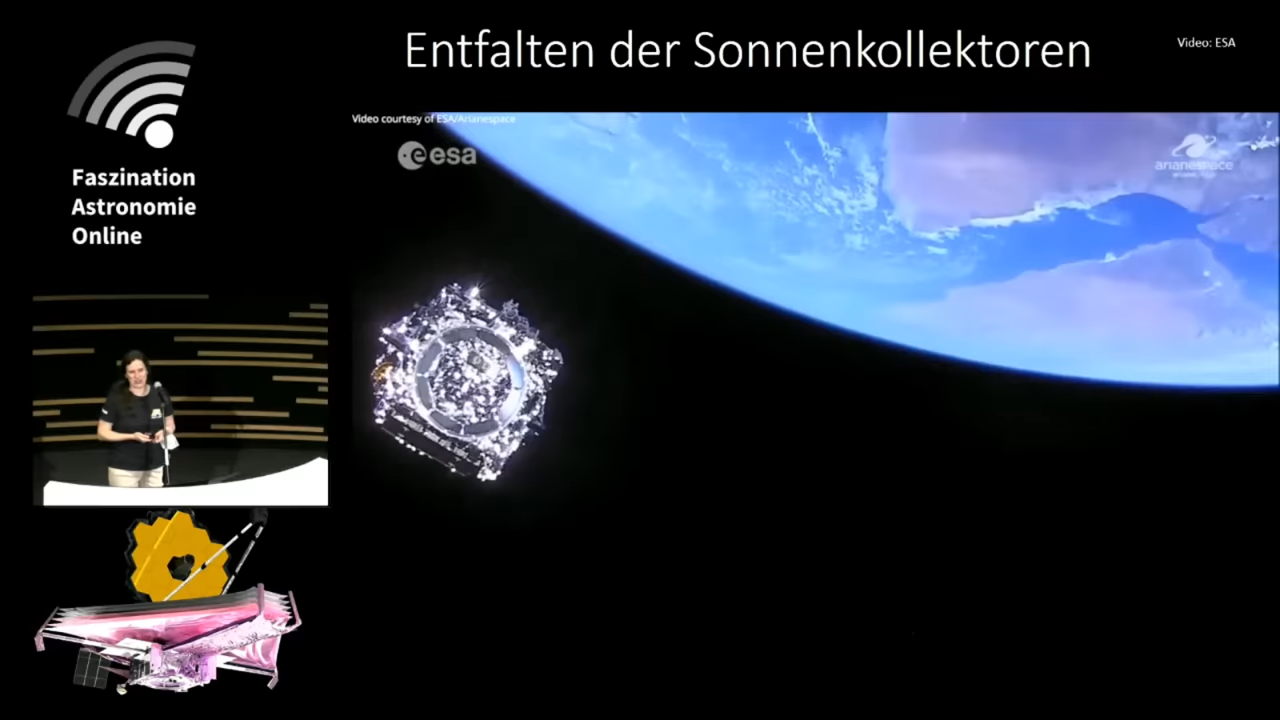 Entfalten der Sonnenkollektoren
Video: ESA
Video courtesy of ESA/Arianespace
esa
arianespace
Faszination
Astronomie
Online